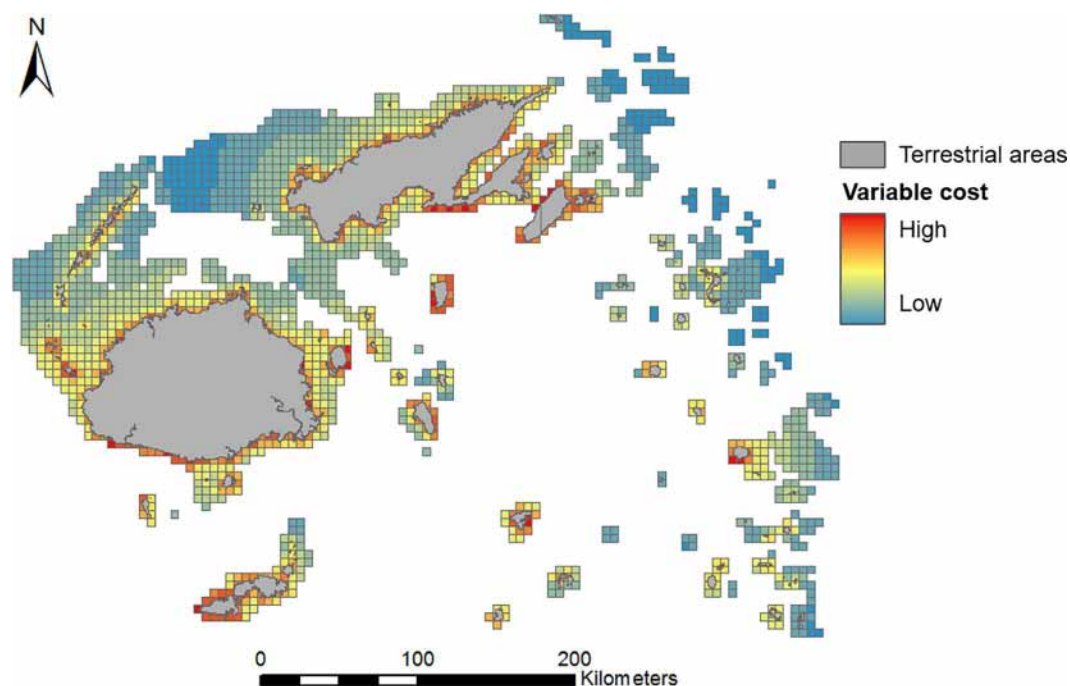 N
Terrestrial areas
Variable cost
High
Low
0 100 200
Kilometers